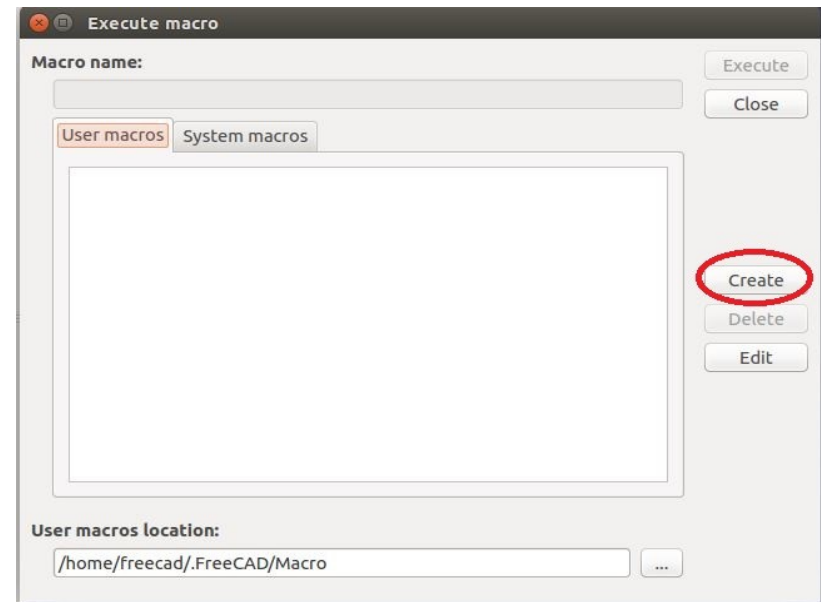 Execute macro
Macro name:
Execute
Close
User macros
System macros
Create
Delete
Edit
User macros location:
/home/freecad/.FreeCAD/Macro
...